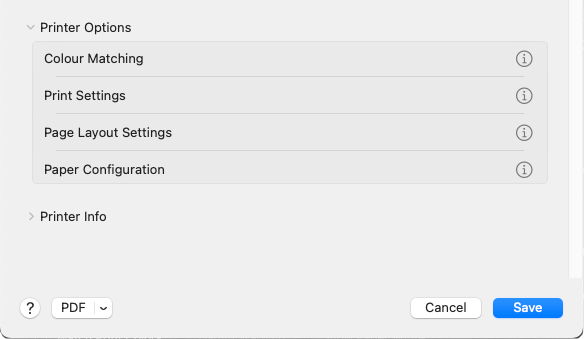 Printer Options
Colour Matching
Print Settings
Page Layout Settings
Paper Configuration
Printer Info
? PDF Cancel Save